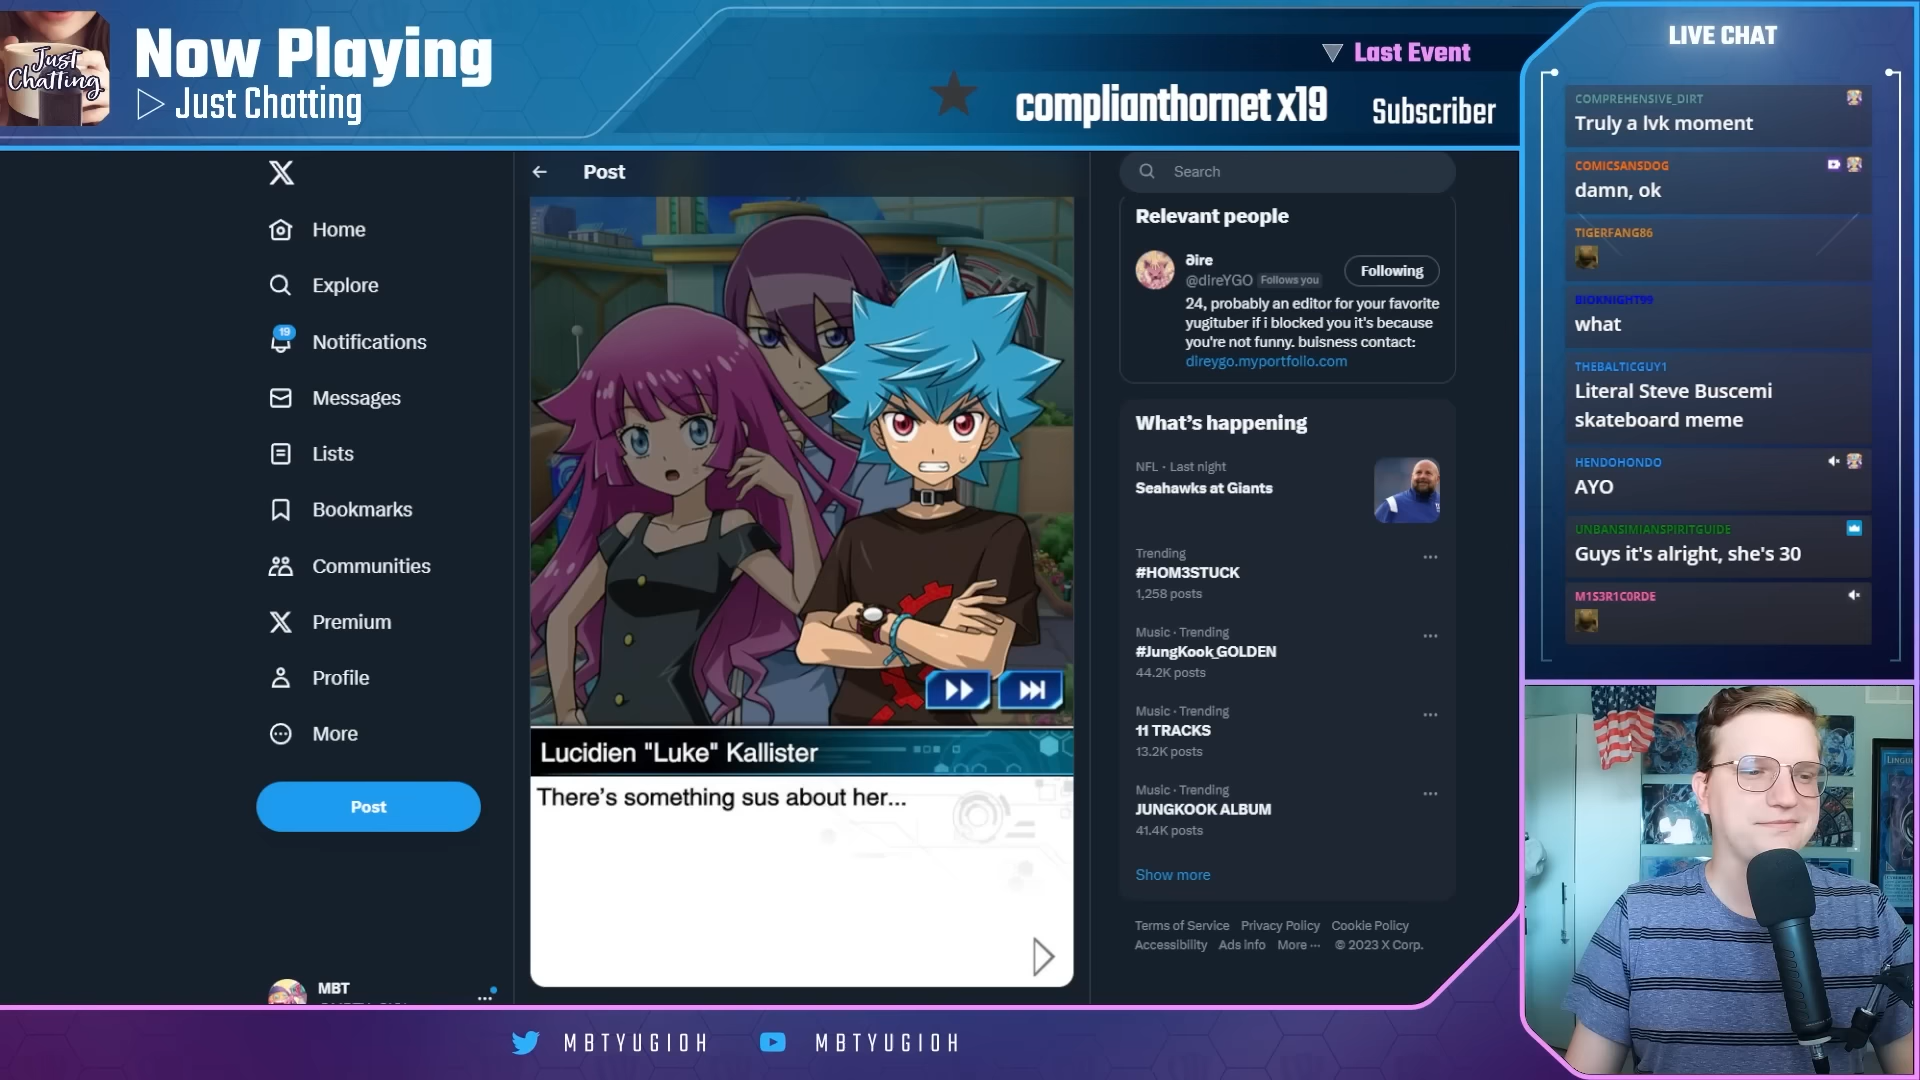 Just
Chatting
Now Playing
Just Chatting
Last Event
complianthornet x19
Subscriber
LIVE CHAT
COMPREHENSIVE_DIRT
Truly a lvk moment
COMICSANSDOG
damn, ok
TIGERFANG86
BIOKNIGHT99
what
THEBALTICGUY1
Literal Steve Buscemi
skateboard meme
HENDOHONDO
AYO
UNBANSIMIANSPIRITGUIDE
Guys it's alright, she's 30
M1S3R1C0RDE
X
Home
Explore
19
Notifications
Messages
Lists
Bookmarks
Communities
Premium
Profile
More
Post
MBT
Post
Lucidien "Luke" Kallister
There's something sus about her...
Search
Relevant people
∂ire
@direYGO Follows you
Following
24, probably an editor for your favorite
yugituber if i blocked you it's because
you're not funny. buisness contact:
direygo.myportfolio.com
What's happening
NFL · Last night
Seahawks at Giants
Trending
#HOM3STUCK
1,258 posts
Music · Trending
#JungKook_GOLDEN
44.2K posts
Music · Trending
11 TRACKS
13.2K posts
Music · Trending
JUNGKOOK ALBUM
41.4K posts
Show more
Terms of Service Privacy Policy Cookie Policy
Accessibility Ads info More ··· © 2023 X Corp.
MBTYUGIOH
MBTYUGIOH